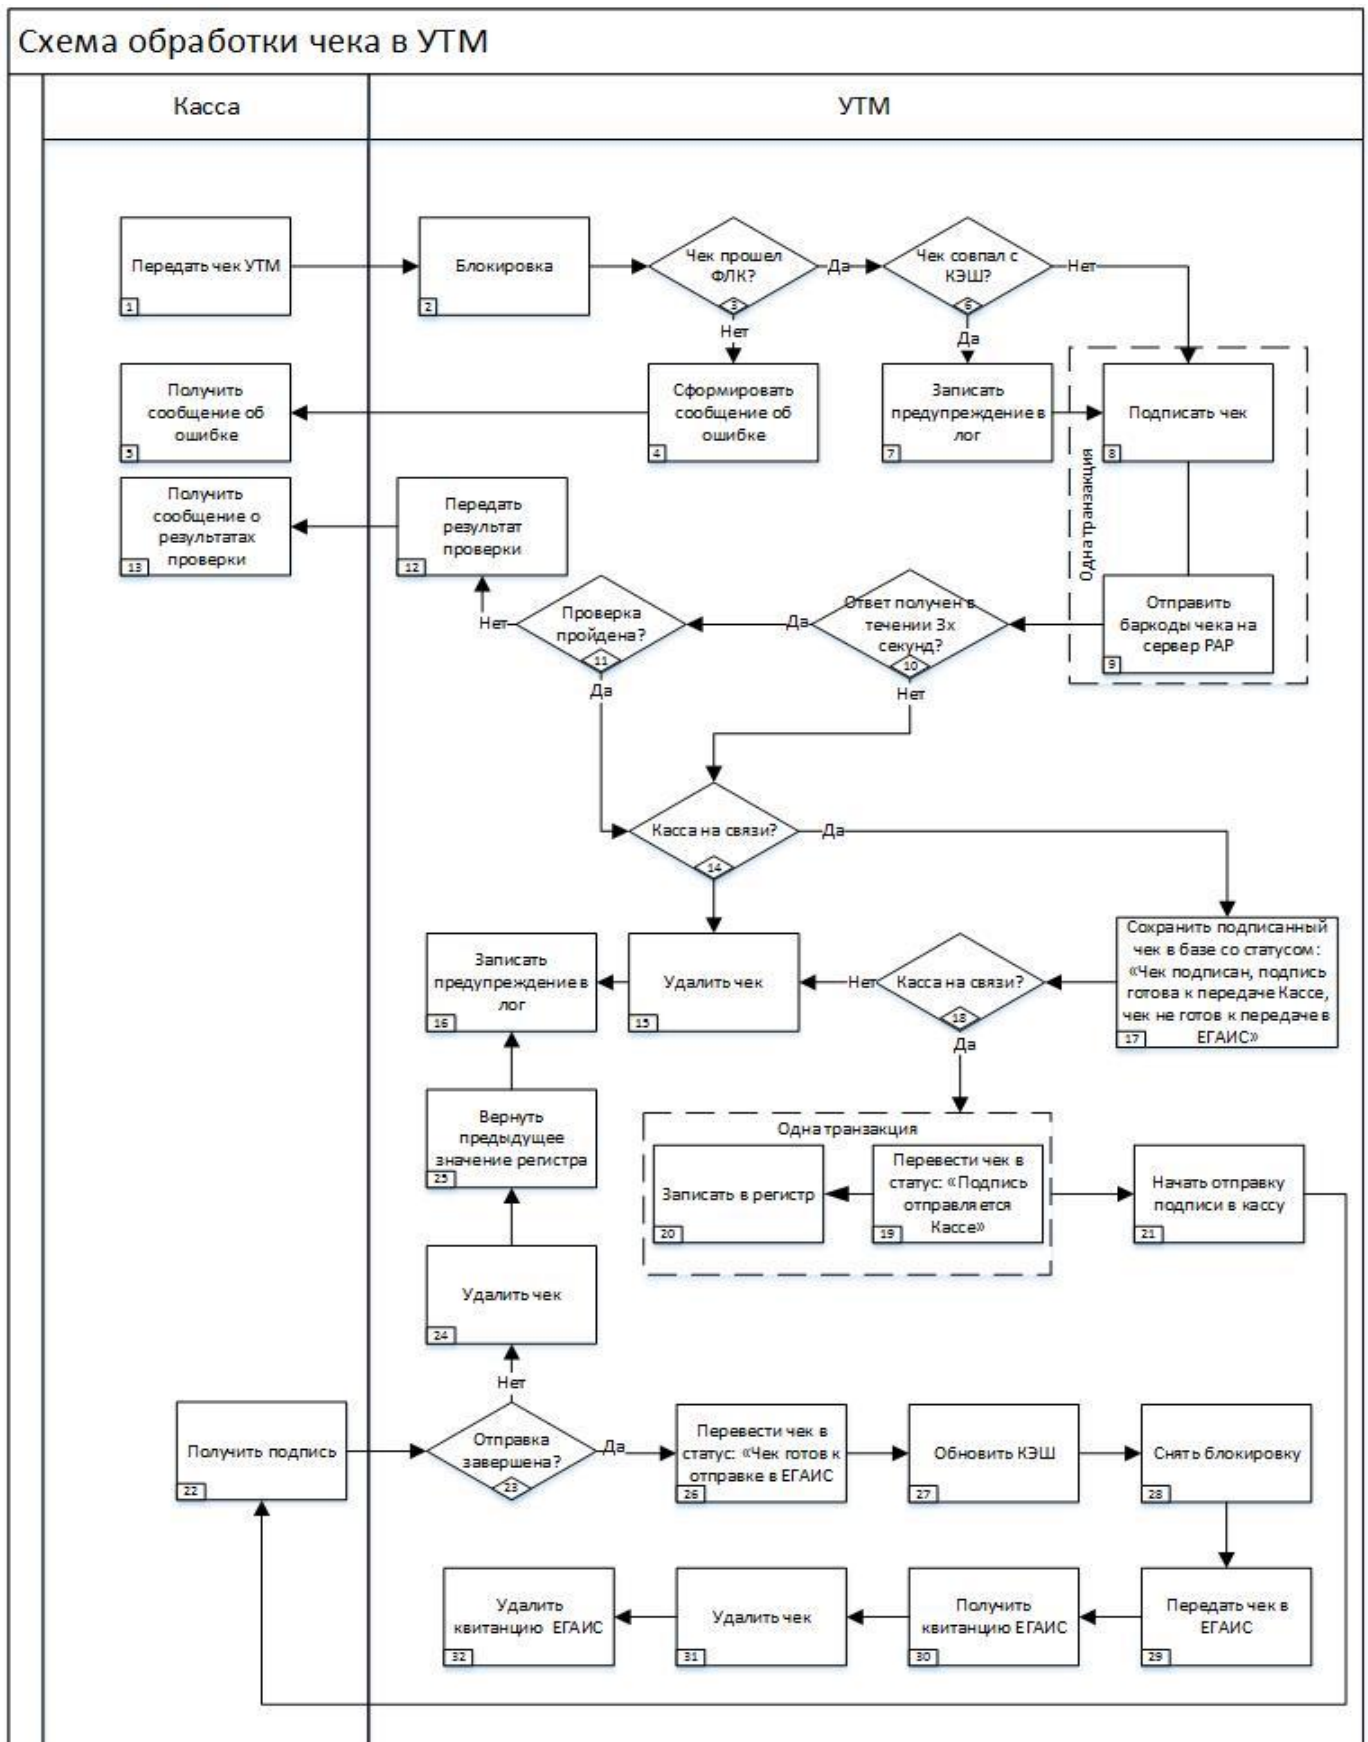 Схема обработки чека в УТМ
Касса
УТМ
Передать чек УТМ
1
Блокировка
2
Чек прошел
ФЛК?
3
Да
Нет
Чек совпал с
КЭШ?
6
Нет
Да
Получить
сообщение об
ошибке
5
Сформировать
сообщение об
ошибке
4
Записать
предупреждение в
лог
7
Одна транзакция
Подписать чек
8
Получить
сообщение о
результатах
проверки
13
Передать
результат
проверки
12
Нет
Проверка
пройдена?
11
Да
Да
Ответ получен в
течении 3х
секунд?
10
Нет
Отправить
баркоды чека на
сервер РАР
9
Касса на связи?
14
Да
Записать
предупреждение в
лог
16
Удалить чек
15
Нет
Касса на связи?
18
Да
Сохранить подписанный
чек в базе со статусом:
«Чек подписан, подпись
готова к передаче Кассе,
чек не готов к передаче в
ЕГАИС»
17
Вернуть
предыдущее
значение регистра
25
Одна транзакция
Записать в регистр
20
Перевести чек в
статус: «Подпись
отправляется
Кассе»
19
Начать отправку
подписи в кассу
21
Удалить чек
24
Нет
Получить подпись
22
Отправка
завершена?
23
Да
Перевести чек в
статус: «Чек готов к
отправке в ЕГАИС
26
Обновить КЭШ
27
Снять блокировку
28
Удалить
квитанцию ЕГАИС
32
Удалить чек
31
Получить
квитанцию ЕГАИС
30
Передать чек в
ЕГАИС
29